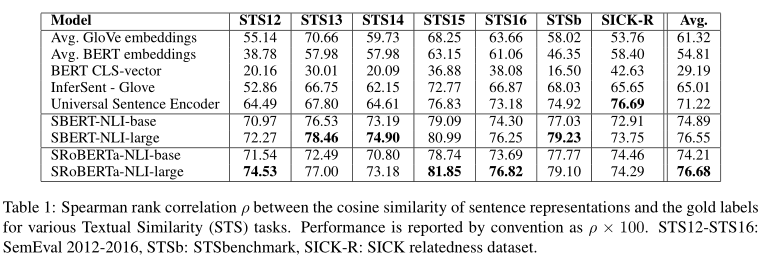 Model STS12 STS13 STS14 STS15 STS16 STSb SICK-R Avg.
Avg. GloVe embeddings 55.14 70.66 59.73 68.25 63.66 58.02 53.76 61.32
Avg. BERT embeddings 38.78 57.98 57.98 63.15 61.06 46.35 58.40 54.81
BERT CLS-vector 20.16 30.01 20.09 36.88 38.08 16.50 42.63 29.19
InferSent - Glove 52.86 66.75 62.15 72.77 66.87 68.03 65.65 65.01
Universal Sentence Encoder 64.49 67.80 64.61 76.83 73.18 74.92 76.69 71.22
SBERT-NLI-base 70.97 76.53 73.19 79.09 74.30 77.03 72.91 74.89
SBERT-NLI-large 72.27 78.46 74.90 80.99 76.25 79.23 73.75 76.55
SRoBERTa-NLI-base 71.54 72.49 70.80 78.74 73.69 77.77 74.46 74.21
SRoBERTa-NLI-large 74.53 77.00 73.18 81.85 76.82 79.10 74.29 76.68
Table 1: Spearman rank correlation ρ between the cosine similarity of sentence representations and the gold labels
for various Textual Similarity (STS) tasks. Performance is reported by convention as ρ × 100. STS12-STS16:
SemEval 2012-2016, STSb: STSbenchmark, SICK-R: SICK relatedness dataset.